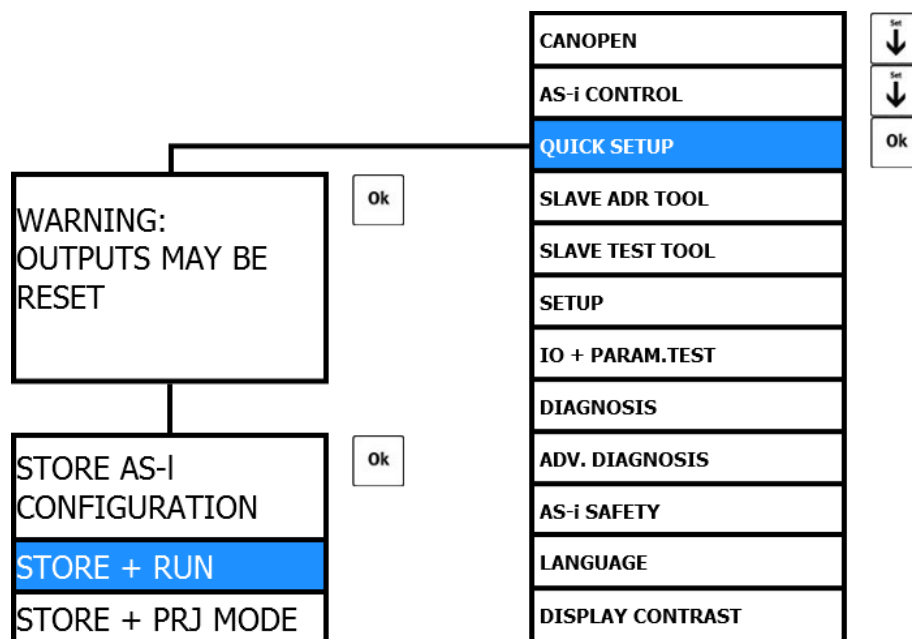 CANOPEN
Set
AS-i CONTROL
Set
QUICK SETUP
Ok
SLAVE ADR TOOL
SLAVE TEST TOOL
SETUP
IO + PARAM.TEST
DIAGNOSIS
ADV. DIAGNOSIS
AS-i SAFETY
LANGUAGE
DISPLAY CONTRAST
WARNING:
OUTPUTS MAY BE
RESET
Ok
STORE AS-I
CONFIGURATION
Ok
STORE + RUN
STORE + PRJ MODE